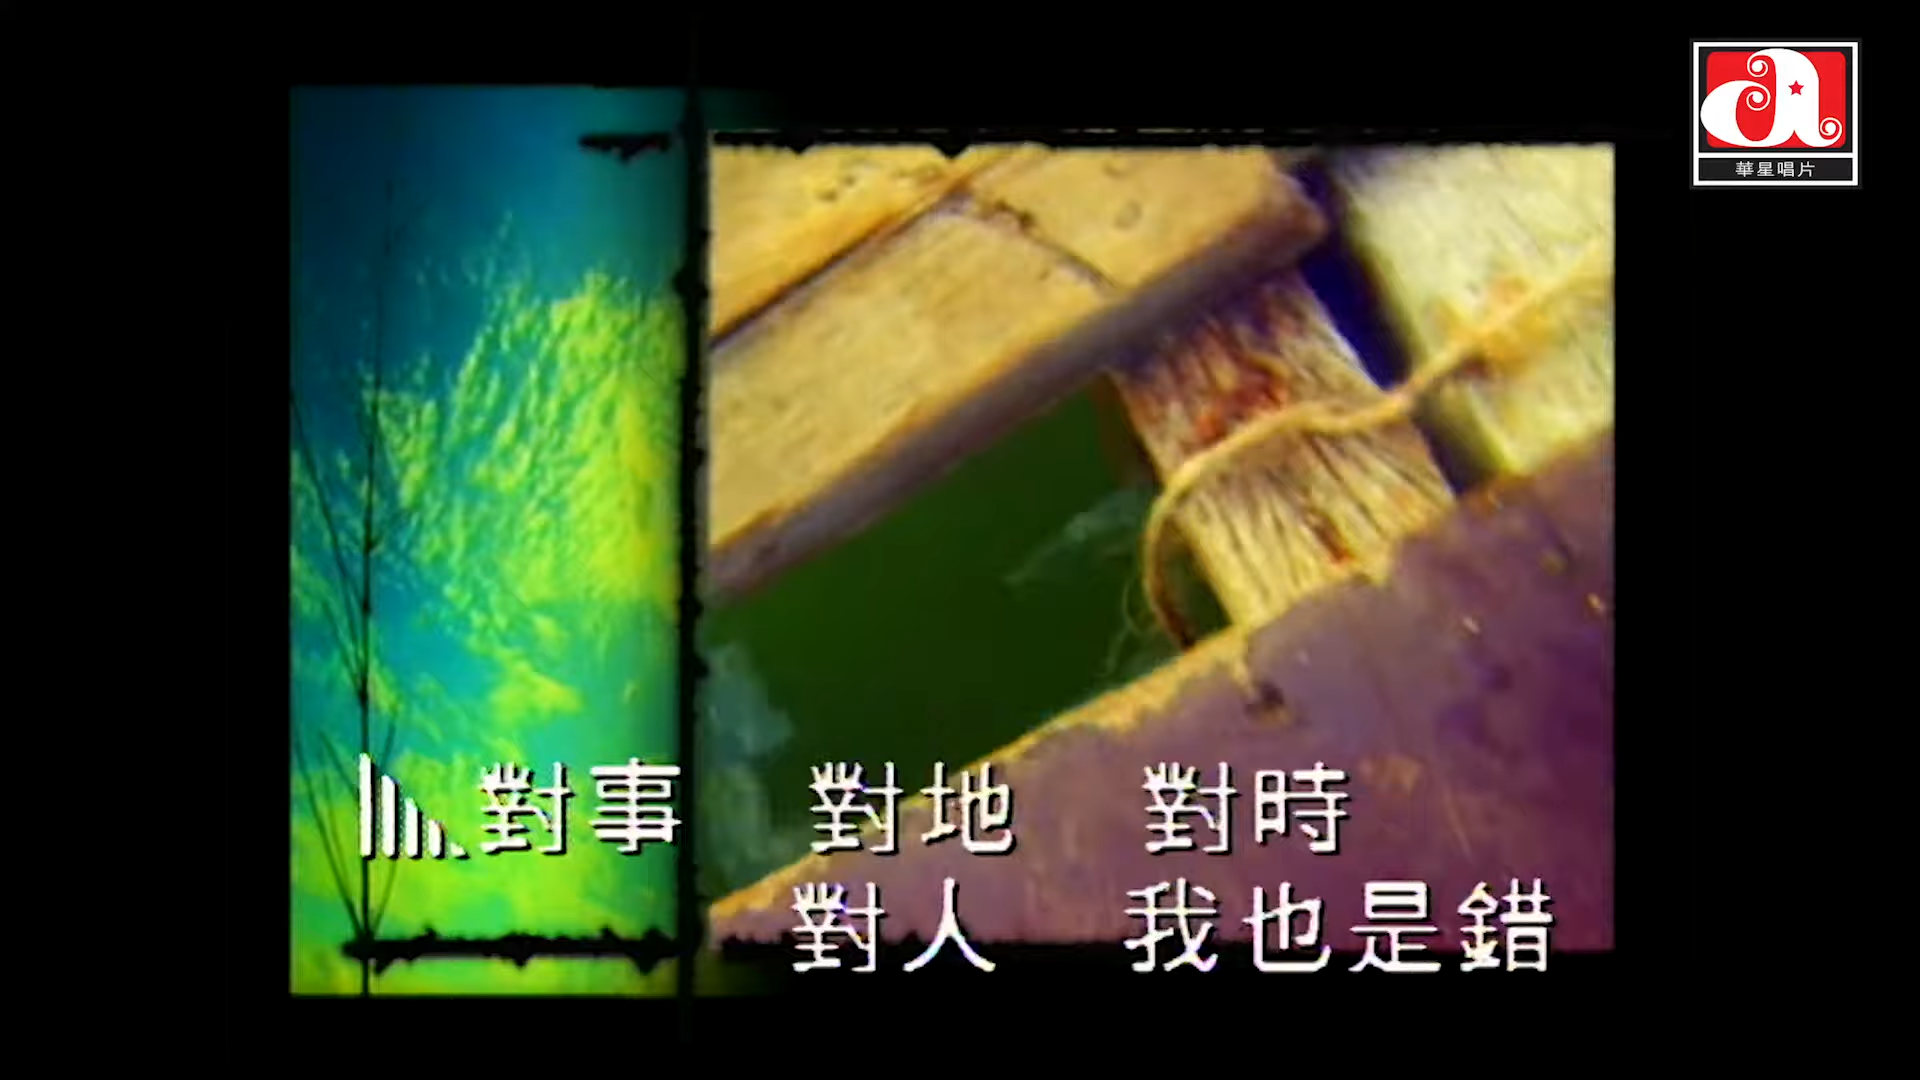 華星唱片
對事 對地 對時
對人 我也是錯